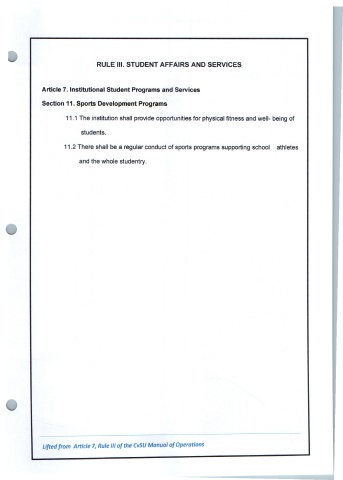 RULE III. STUDENT AFFAIRS AND SERVICES
Article 7. Institutional Student Programs and Services
Section 11. Sports Development Programs
11.1 The institution shall provide opportunities for physical fitness and well- being of
students.
11.2 There shall be a regular conduct of sports programs supporting school athletes
and the whole studentry.
Lifted from Article 7, Rule III of the CvSU Manual of Operations